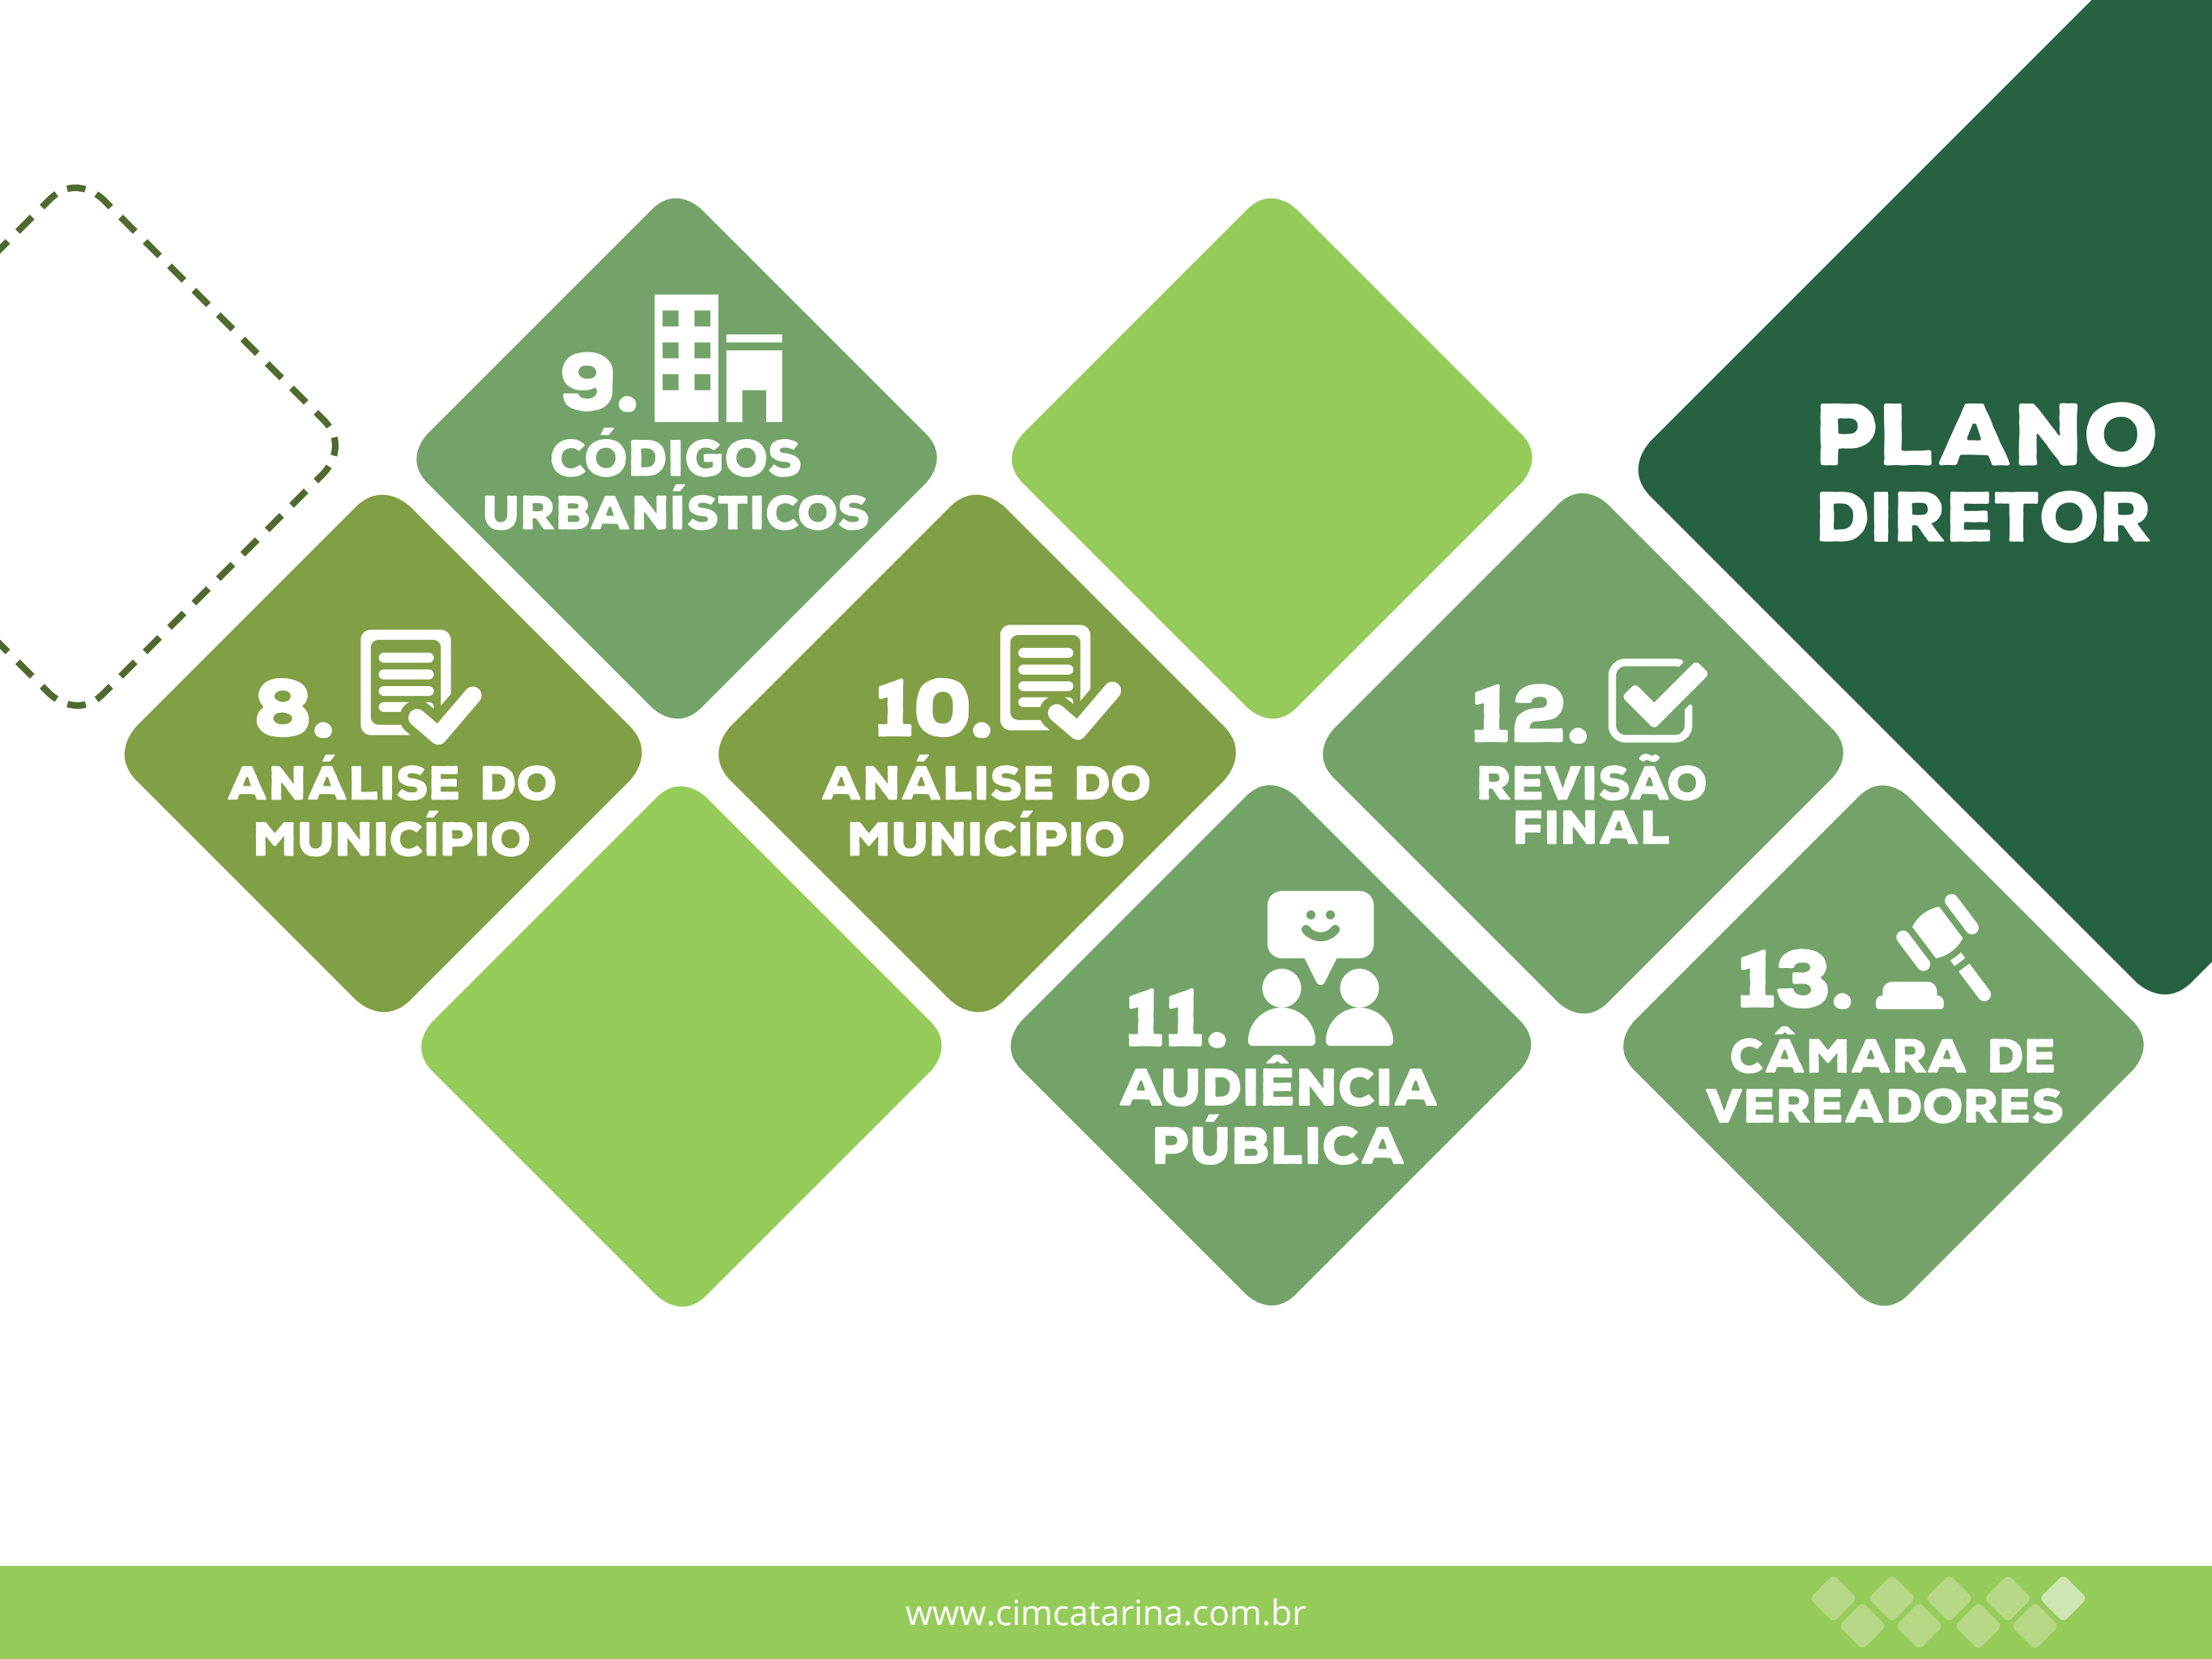 PLANO
DIRETOR
8.
ANÁLISE DO
MUNICÍPIO
9.
CÓDIGOS
URBANÍSTICOS
10.
ANÁLISE DO
MUNICÍPIO
11.
AUDIÊNCIA
PÚBLICA
12.
REVISÃO
FINAL
13.
CÂMARA DE
VEREADORES
www.cimcatarina.com.br